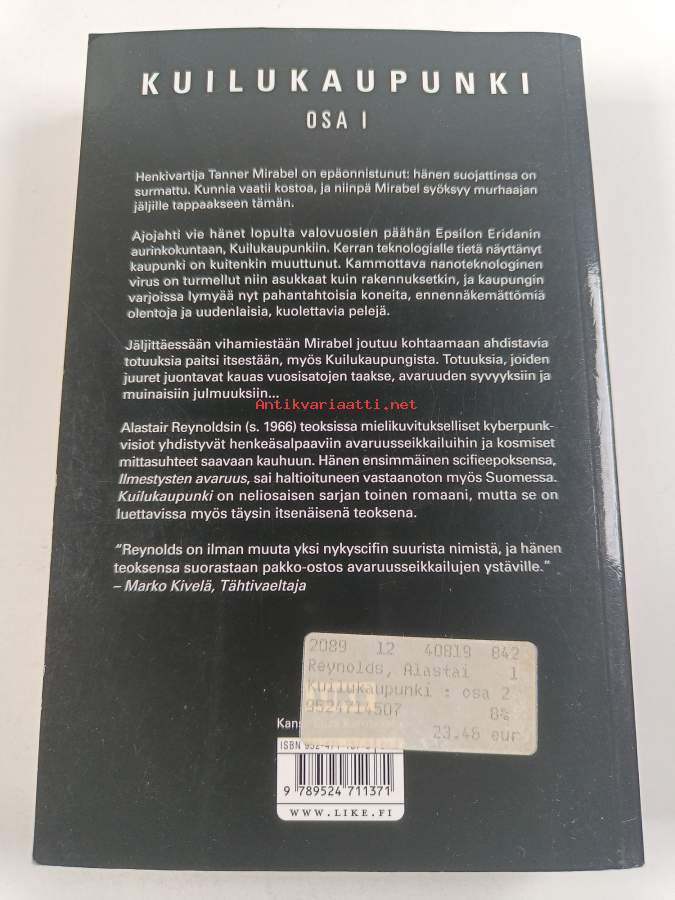 KUILUKAUPUNKI
OSA I
Henkivartija Tanner Mirabel on epäonnistunut: hänen suojattinsa on
surmattu. Kunnia vaatii kostoa, ja niinpä Mirabel syöksyy murhaajan
jäljille tappaakseen tämän.
Ajojahti vie hänet lopulta valovuosien päähän Epsilon Eridanin
aurinkokuntaan, Kuilukaupunkiin. Kerran teknologialle tietä näyttänyt
kaupunki on kuitenkin muuttunut. Kammottava nanoteknologinen
virus on turmellut niin asukkaat kuin rakennuksetkin, ja kaupungin
varjoissa lymyää nyt pahantahtoisia koneita, ennennäkemättömiä
olentoja ja uudenlaisia, kuolettavia pelejä.
Jäljittäessään vihamiestään Mirabel joutuu kohtaamaan ahdistavia
totuuksia paitsi itsestään, myös Kuilukaupungista. Totuuksia, joiden
juuret juontavat kauas vuosisatojen taakse, avaruuden syvyyksiin ja
muinaisiin julmuuksiin...
Antikvariaatti.net
Alastair Reynoldsin (s. 1966) teoksissa mielikuvitukselliset kyberpunk-
visiot yhdistyvät henkeäsalpaaviin avaruusseikkailuihin ja kosmiset
mittasuhteet saavaan kauhuun. Hänen ensimmäinen scifieepoksensa,
Ilmestysten avaruus, sai haltioituneen vastaanoton myös Suomessa.
Kuilukaupunki on neliosaisen sarjan toinen romaani, mutta se on
luettavissa myös täysin itsenäisenä teoksena.
"Reynolds on ilman muuta yksi nykyscifin suurista nimistä, ja hänen
teoksensa suorastaan pakko-ostos avaruusseikkailujen ystäville."
– Marko Kivelä, Tähtivaeltaja
2089 12 40819 842
Reynolds, Alastai 1
Kuilukaupunki : osa 2
9524714507 8%
23.48 eur
ISBN
9 789524 711371
WWW.LIKE.FI